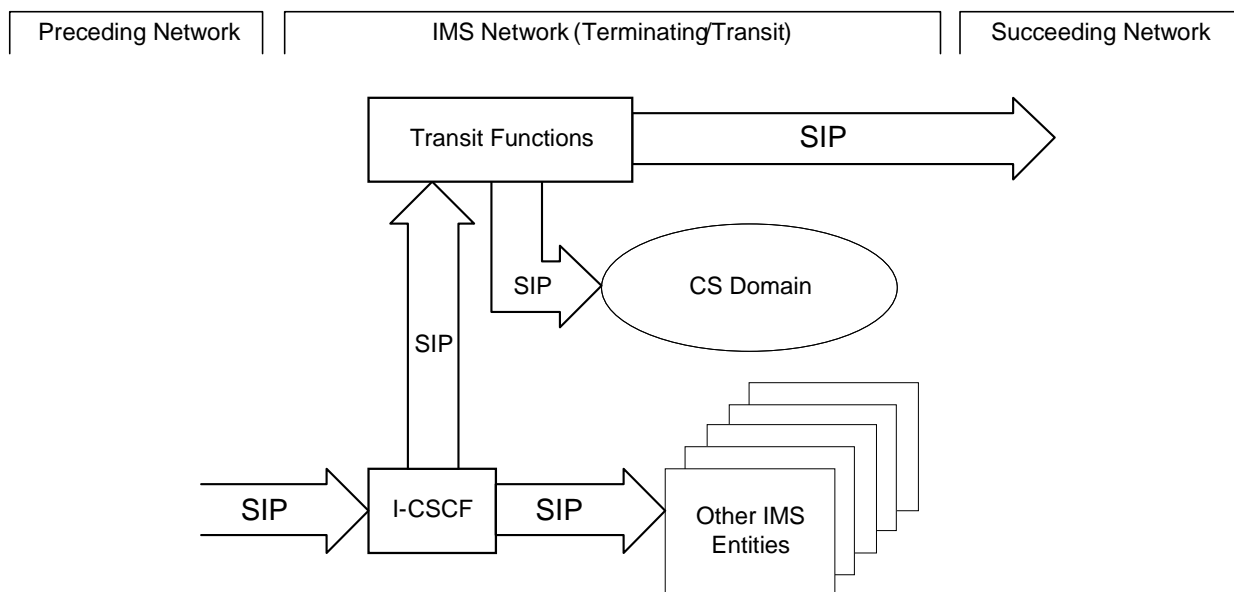 Preceding Network
IMS Network (Terminating/Transit)
Succeeding Network
Transit Functions
SIP
SIP
CS Domain
SIP
SIP
I-CSCF
SIP
Other IMS
Entities